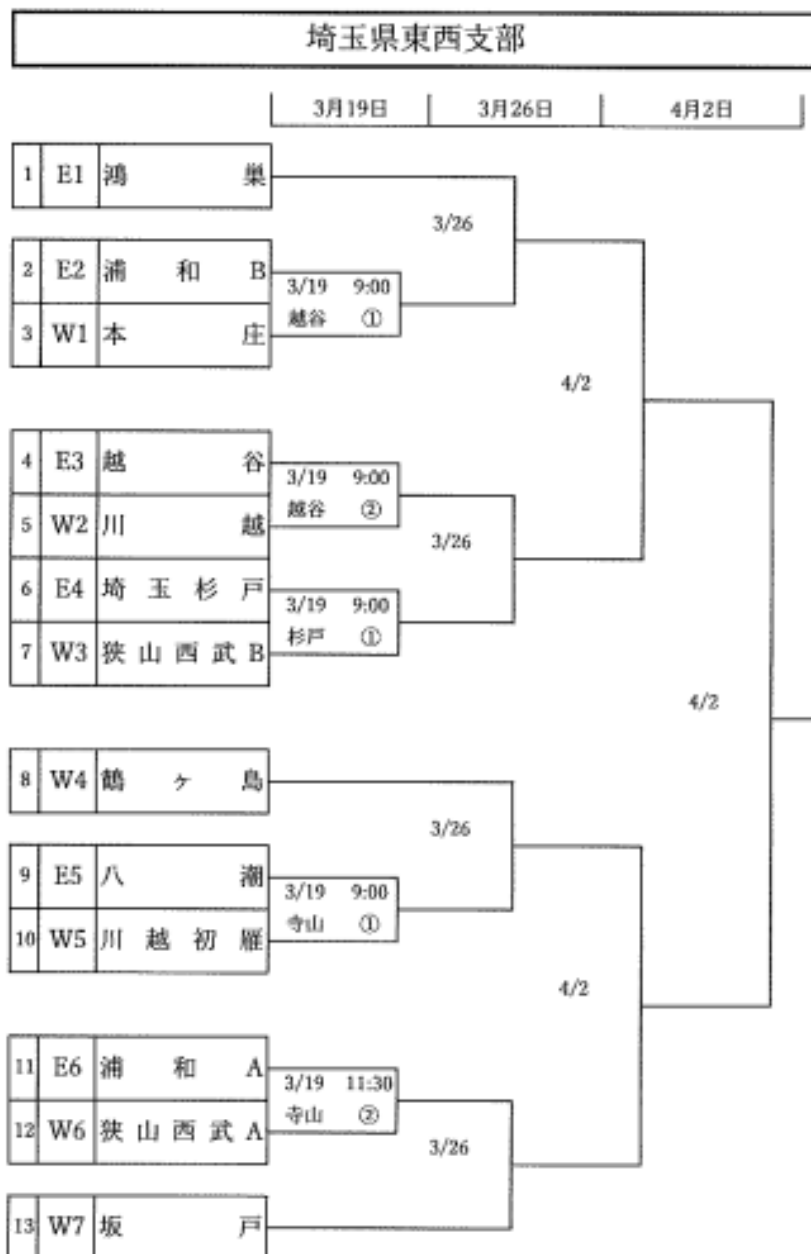 埼玉県東西支部
3月19日 3月26日 4月2日
1 E1 鴻巣
3/26
2 E2 浦和B
3/19 9:00
越谷 ①
3 W1 本庄
4/2
4 E3 越谷
3/19 9:00
越谷 ②
5 W2 川越
3/26
6 E4 埼玉杉戸
3/19 9:00
杉戸 ①
7 W3 狭山西武B
4/2
8 W4 鶴ヶ島
3/26
9 E5 八潮
3/19 9:00
寺山 ①
10 W5 川越初雁
4/2
11 E6 浦和A
3/19 11:30
寺山 ②
12 W6 狭山西武A
3/26
13 W7 坂戸